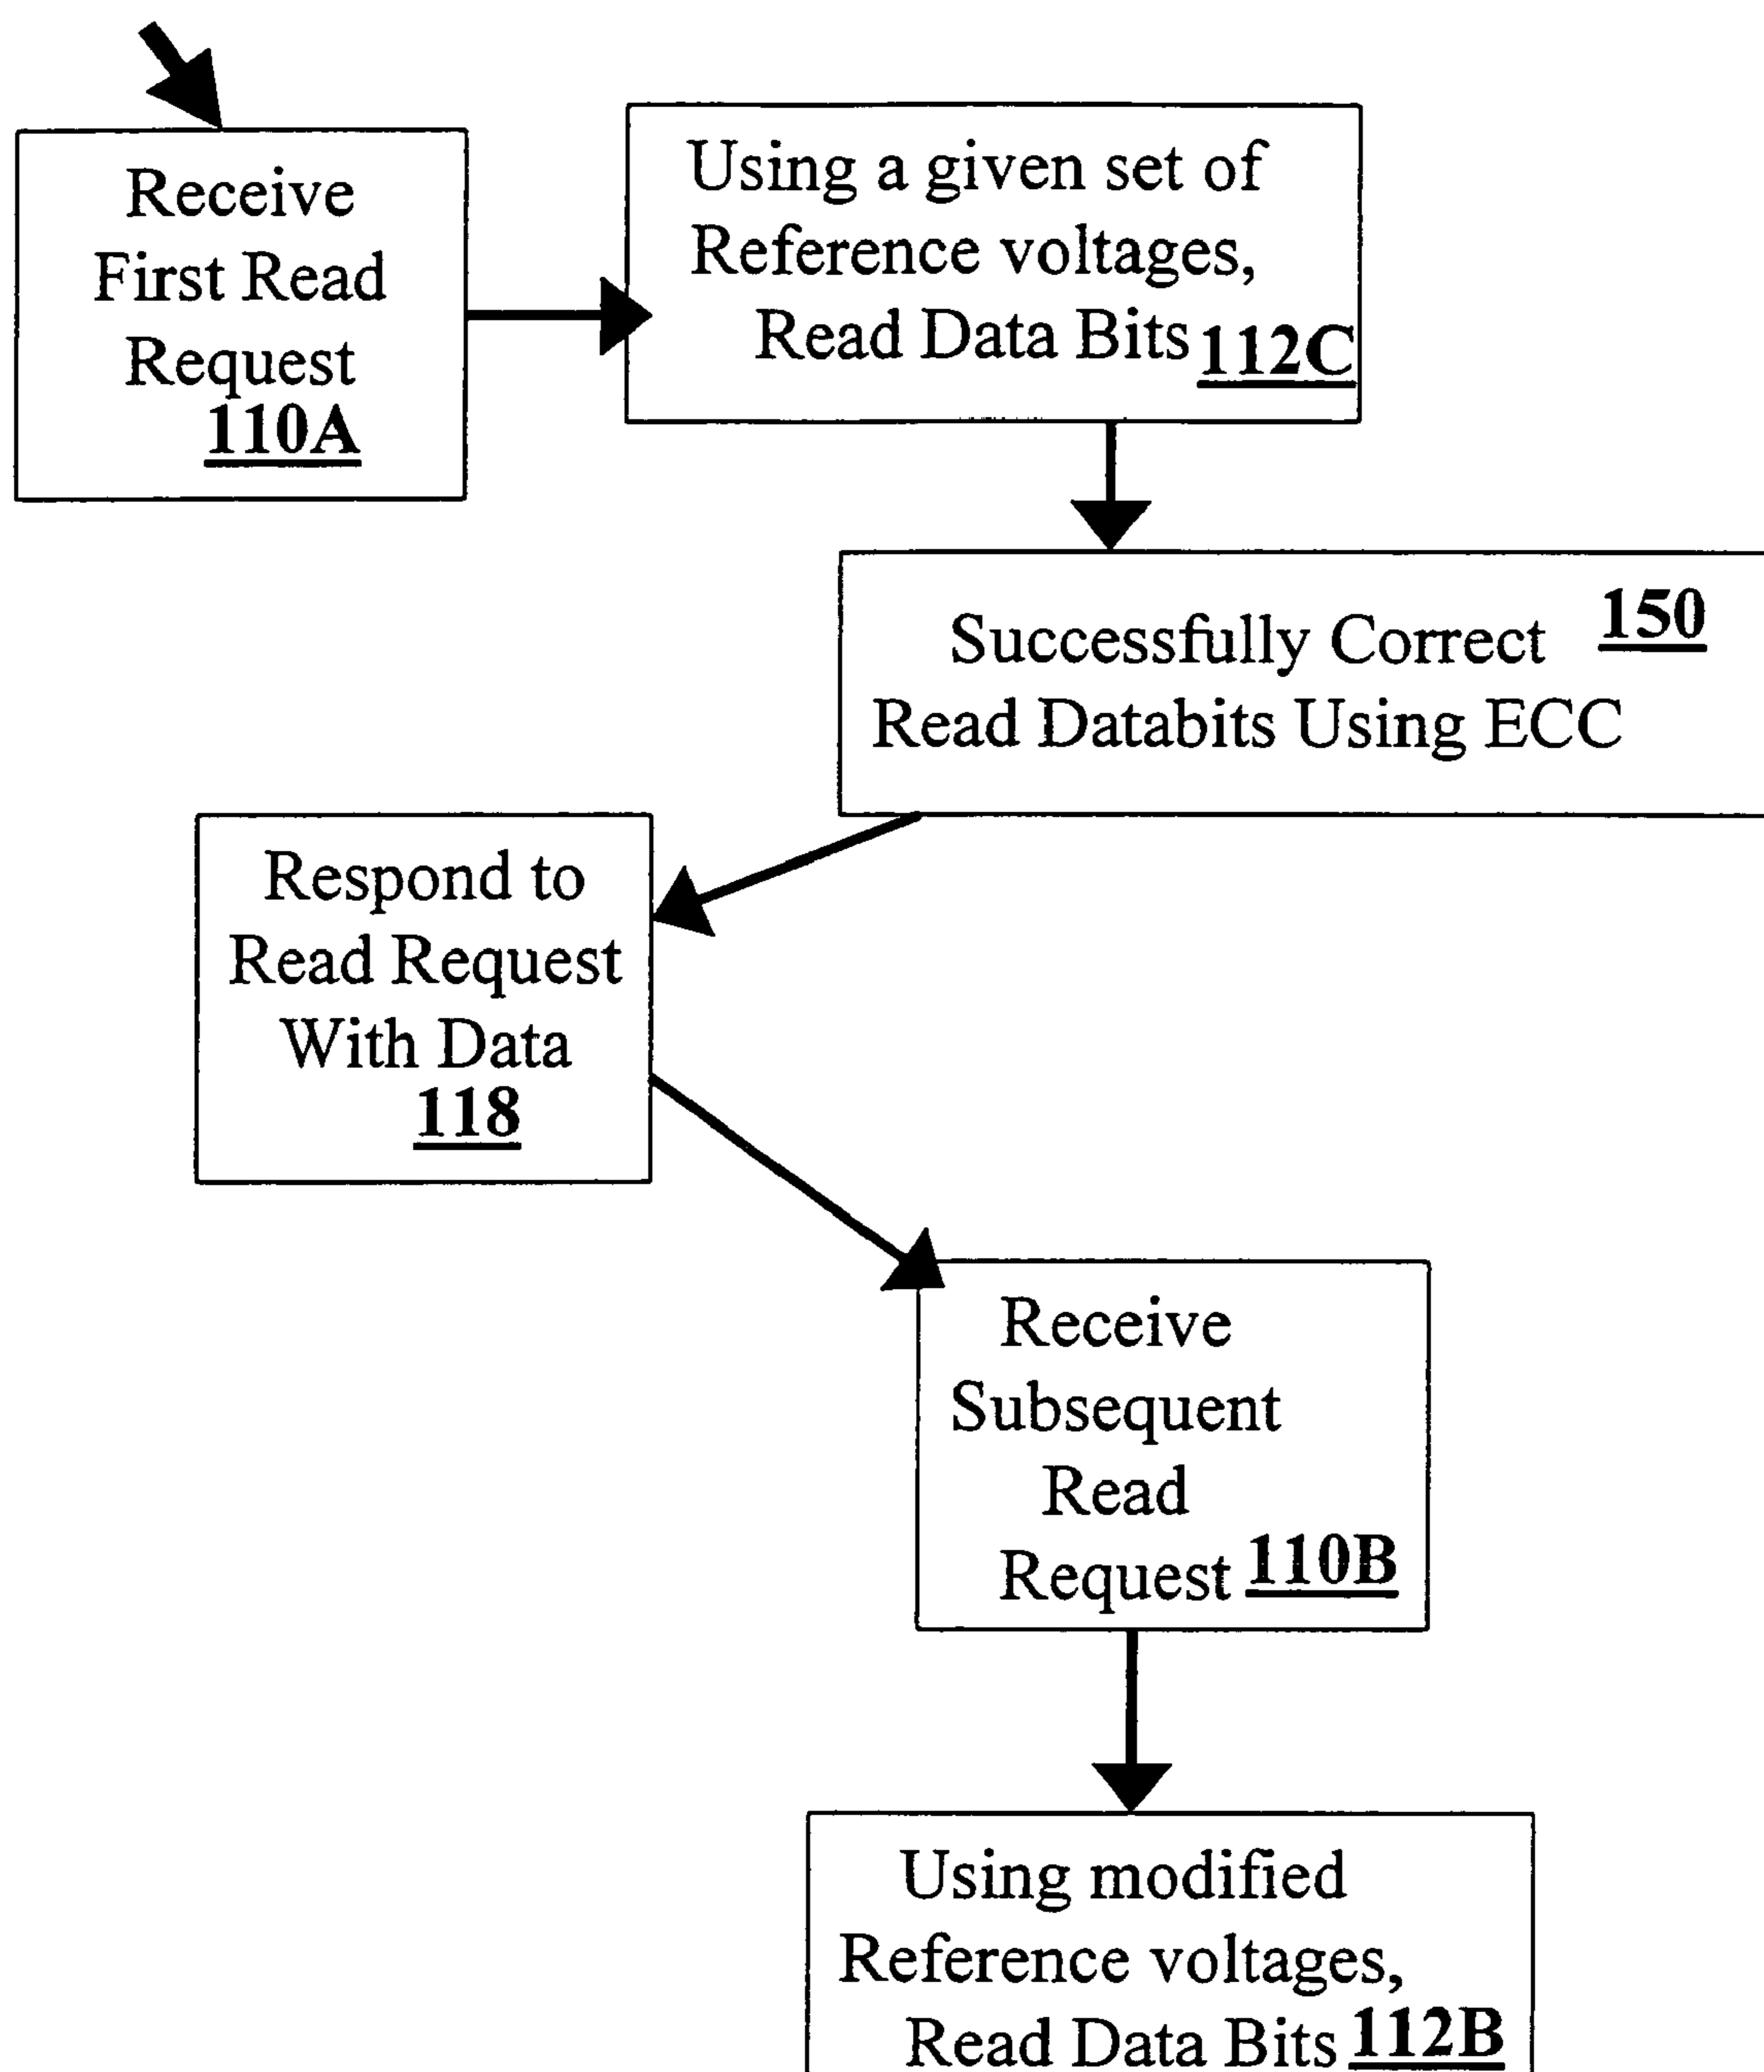 Receive
First Read
Request
110A
Using a given set of
Reference voltages,
Read Data Bits 112C
Successfully Correct 150
Read Databits Using ECC
Respond to
Read Request
With Data
118
Receive
Subsequent
Read
Request 110B
Using modified
Reference voltages,
Read Data Bits 112B